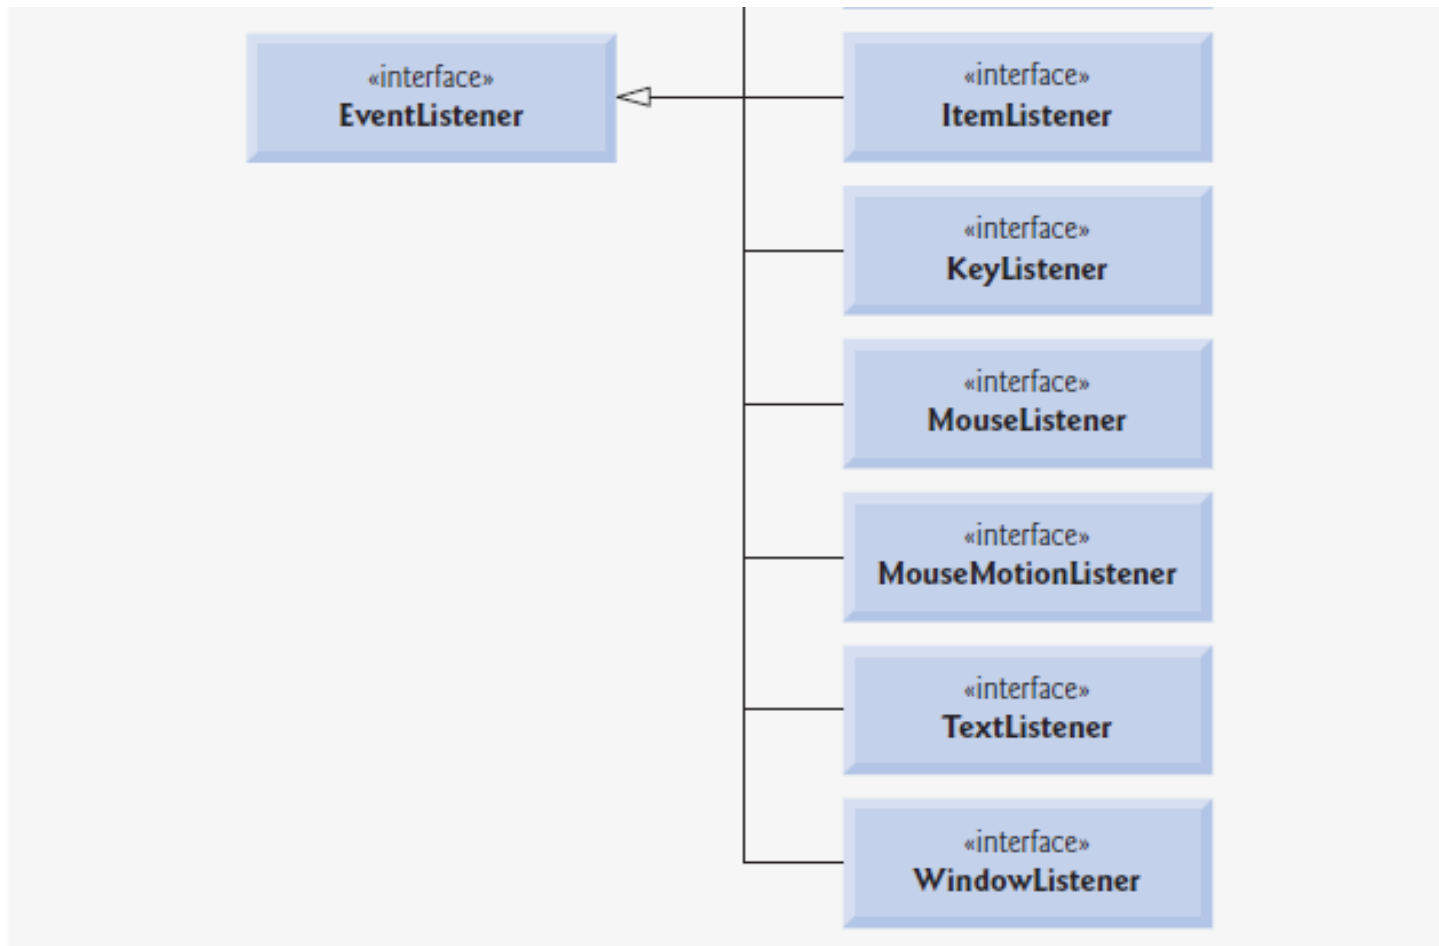 «interface»
EventListener
«interface»
ItemListener
«interface»
KeyListener
«interface»
MouseListener
«interface»
MouseMotionListener
«interface»
TextListener
«interface»
WindowListener